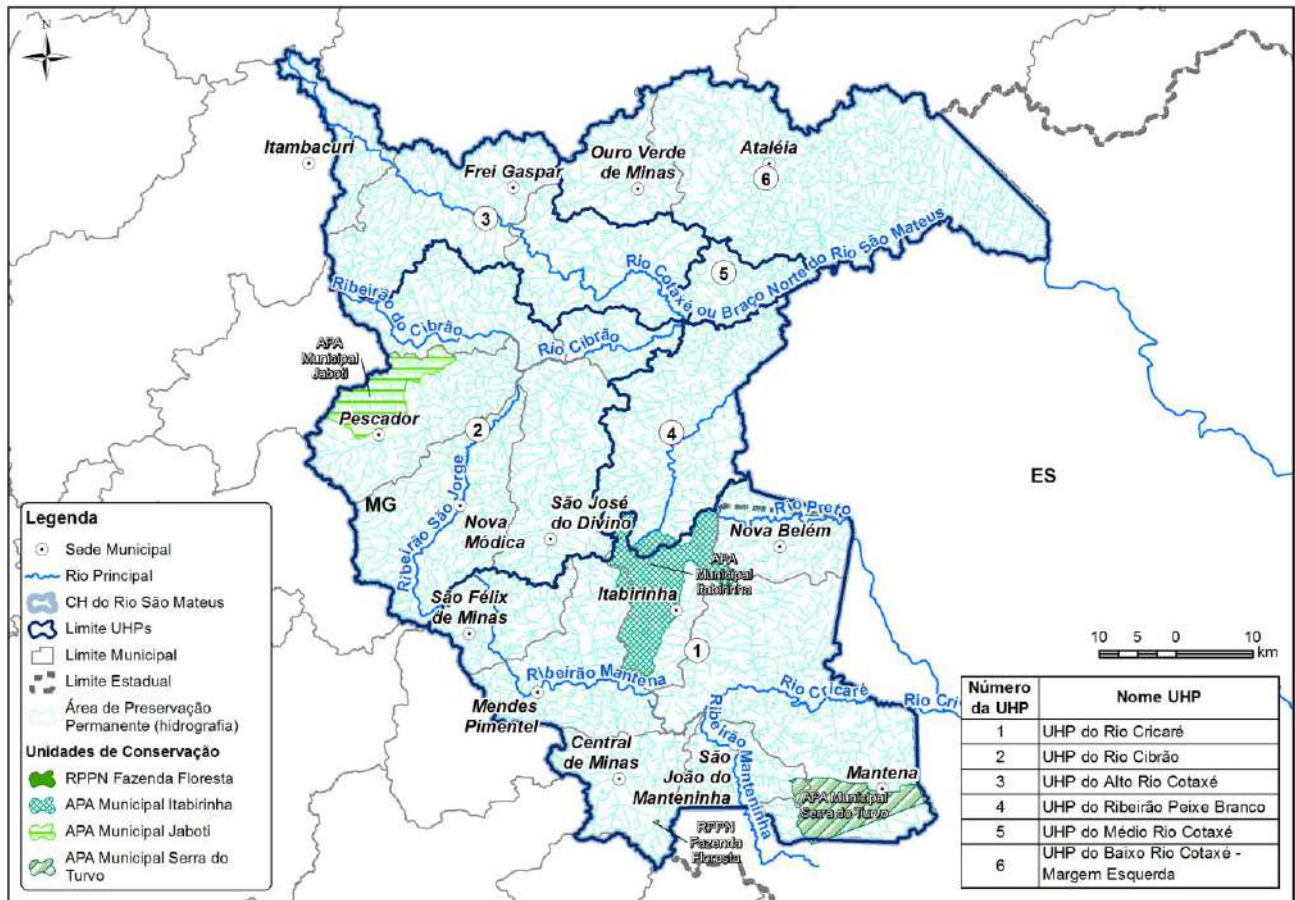 N
Itambacuri
Frei Gaspar
Ouro Verde
de Minas
Ataléia
6
3
5
Rio Cotaxé ou Braço Norte do Rio São Mateus
Ribeirão do Cibrão
Rio Cibrão
APA
Municipal
Jaboti
Pescador
2
4
ES
MG
Ribeirão São Jorge
Nova
Módica
São José
do Divino
Rio Preto
Nova Belém
APA
Municipal
Itabirinha
Itabirinha
São Félix
de Minas
1
Ribeirão Mantena
Rio Cricaré
Rio Cri
Mendes
Pimentel
Ribeirão Manteninha
Central
de Minas
São
João do
Manteninha
Mantena
APA Municipal
Serra do Turvo
RPPN
Fazenda
Floresta
10 5 0 10
km
Legenda
Sede Municipal
Rio Principal
CH do Rio São Mateus
Limite UHPs
Limite Municipal
Limite Estadual
Área de Preservação
Permanente (hidrografia)
Unidades de Conservação
RPPN Fazenda Floresta
APA Municipal Itabirinha
APA Municipal Jaboti
APA Municipal Serra do
Turvo
Número da UHP Nome UHP
1 UHP do Rio Cricaré
2 UHP do Rio Cibrão
3 UHP do Alto Rio Cotaxé
4 UHP do Ribeirão Peixe Branco
5 UHP do Médio Rio Cotaxé
6 UHP do Baixo Rio Cotaxé -
Margem Esquerda